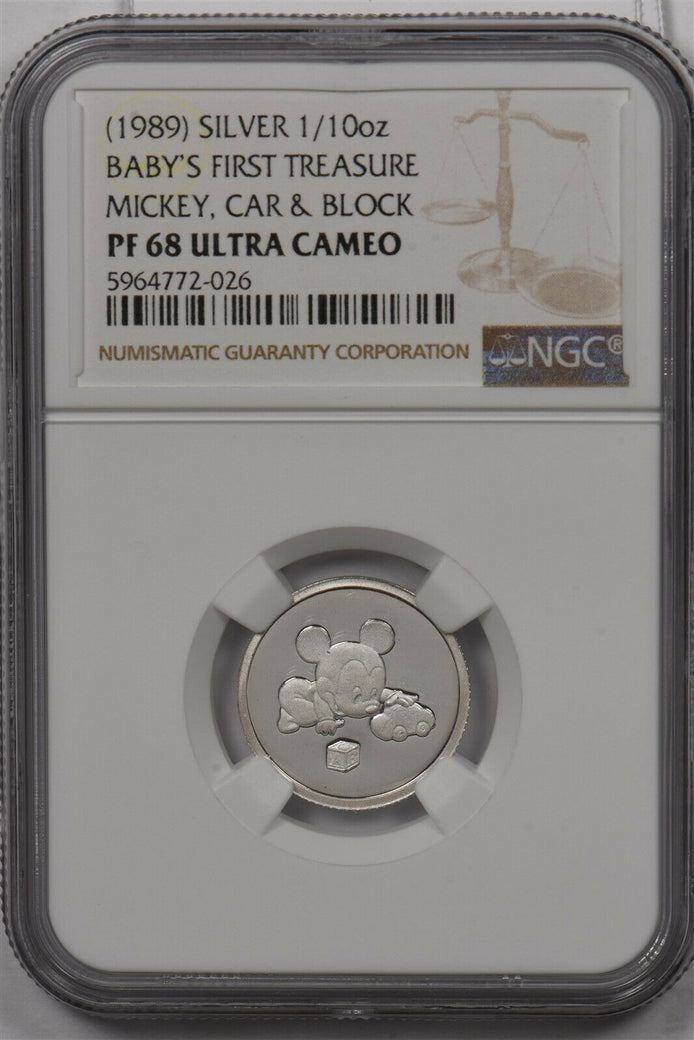 (1989) SILVER 1/10oz
BABY'S FIRST TREASURE
MICKEY, CAR & BLOCK
PF 68 ULTRA CAMEO
5964772-026
NUMISMATIC GUARANTY CORPORATION
NGC®
A